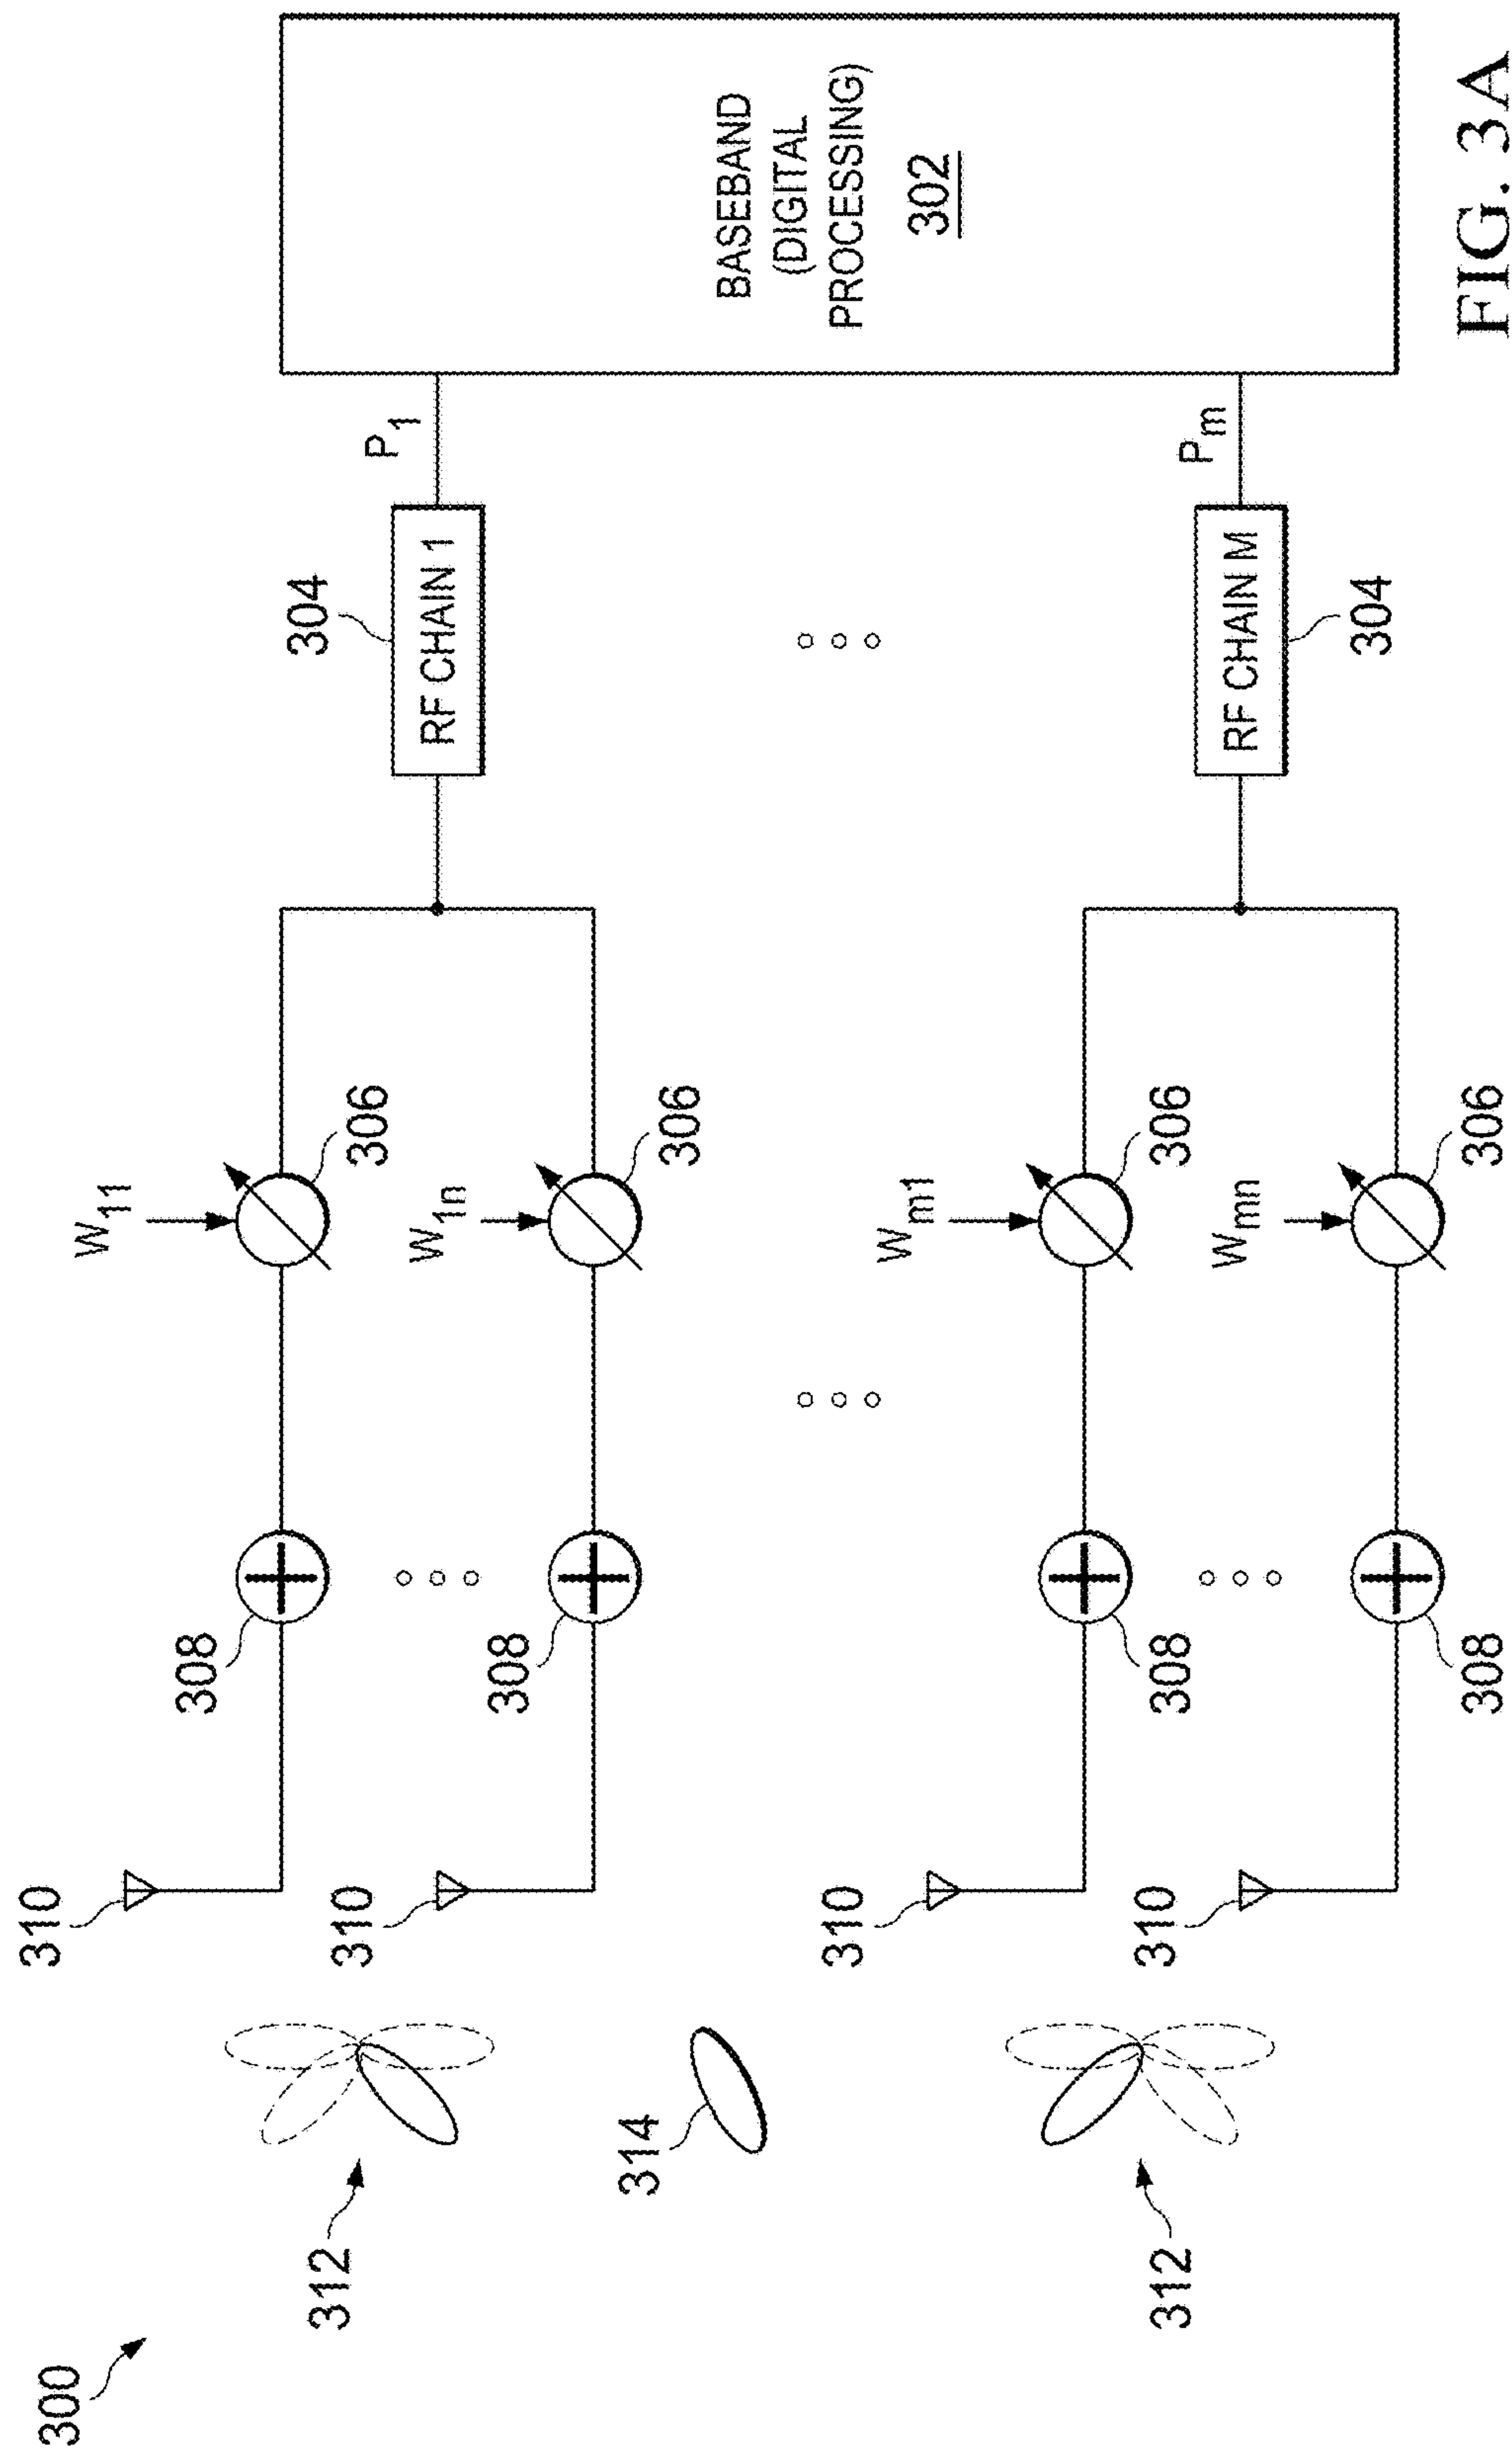 300
312
314
312
310
310
310
310
308
308
308
308
W11
W1n
Wm1
Wmn
306
306
306
306
304
RF CHAIN 1
RF CHAIN M
304
P1
Pm
BASEBAND
(DIGITAL
PROCESSING)
302
FIG. 3A